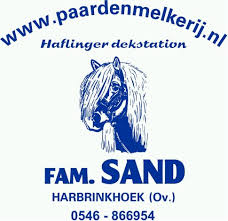 www.paardenmelkerij.nl
Haflinger dekstation
FAM. SAND
HARBRINKHOEK (Ov.)
0546 - 866954